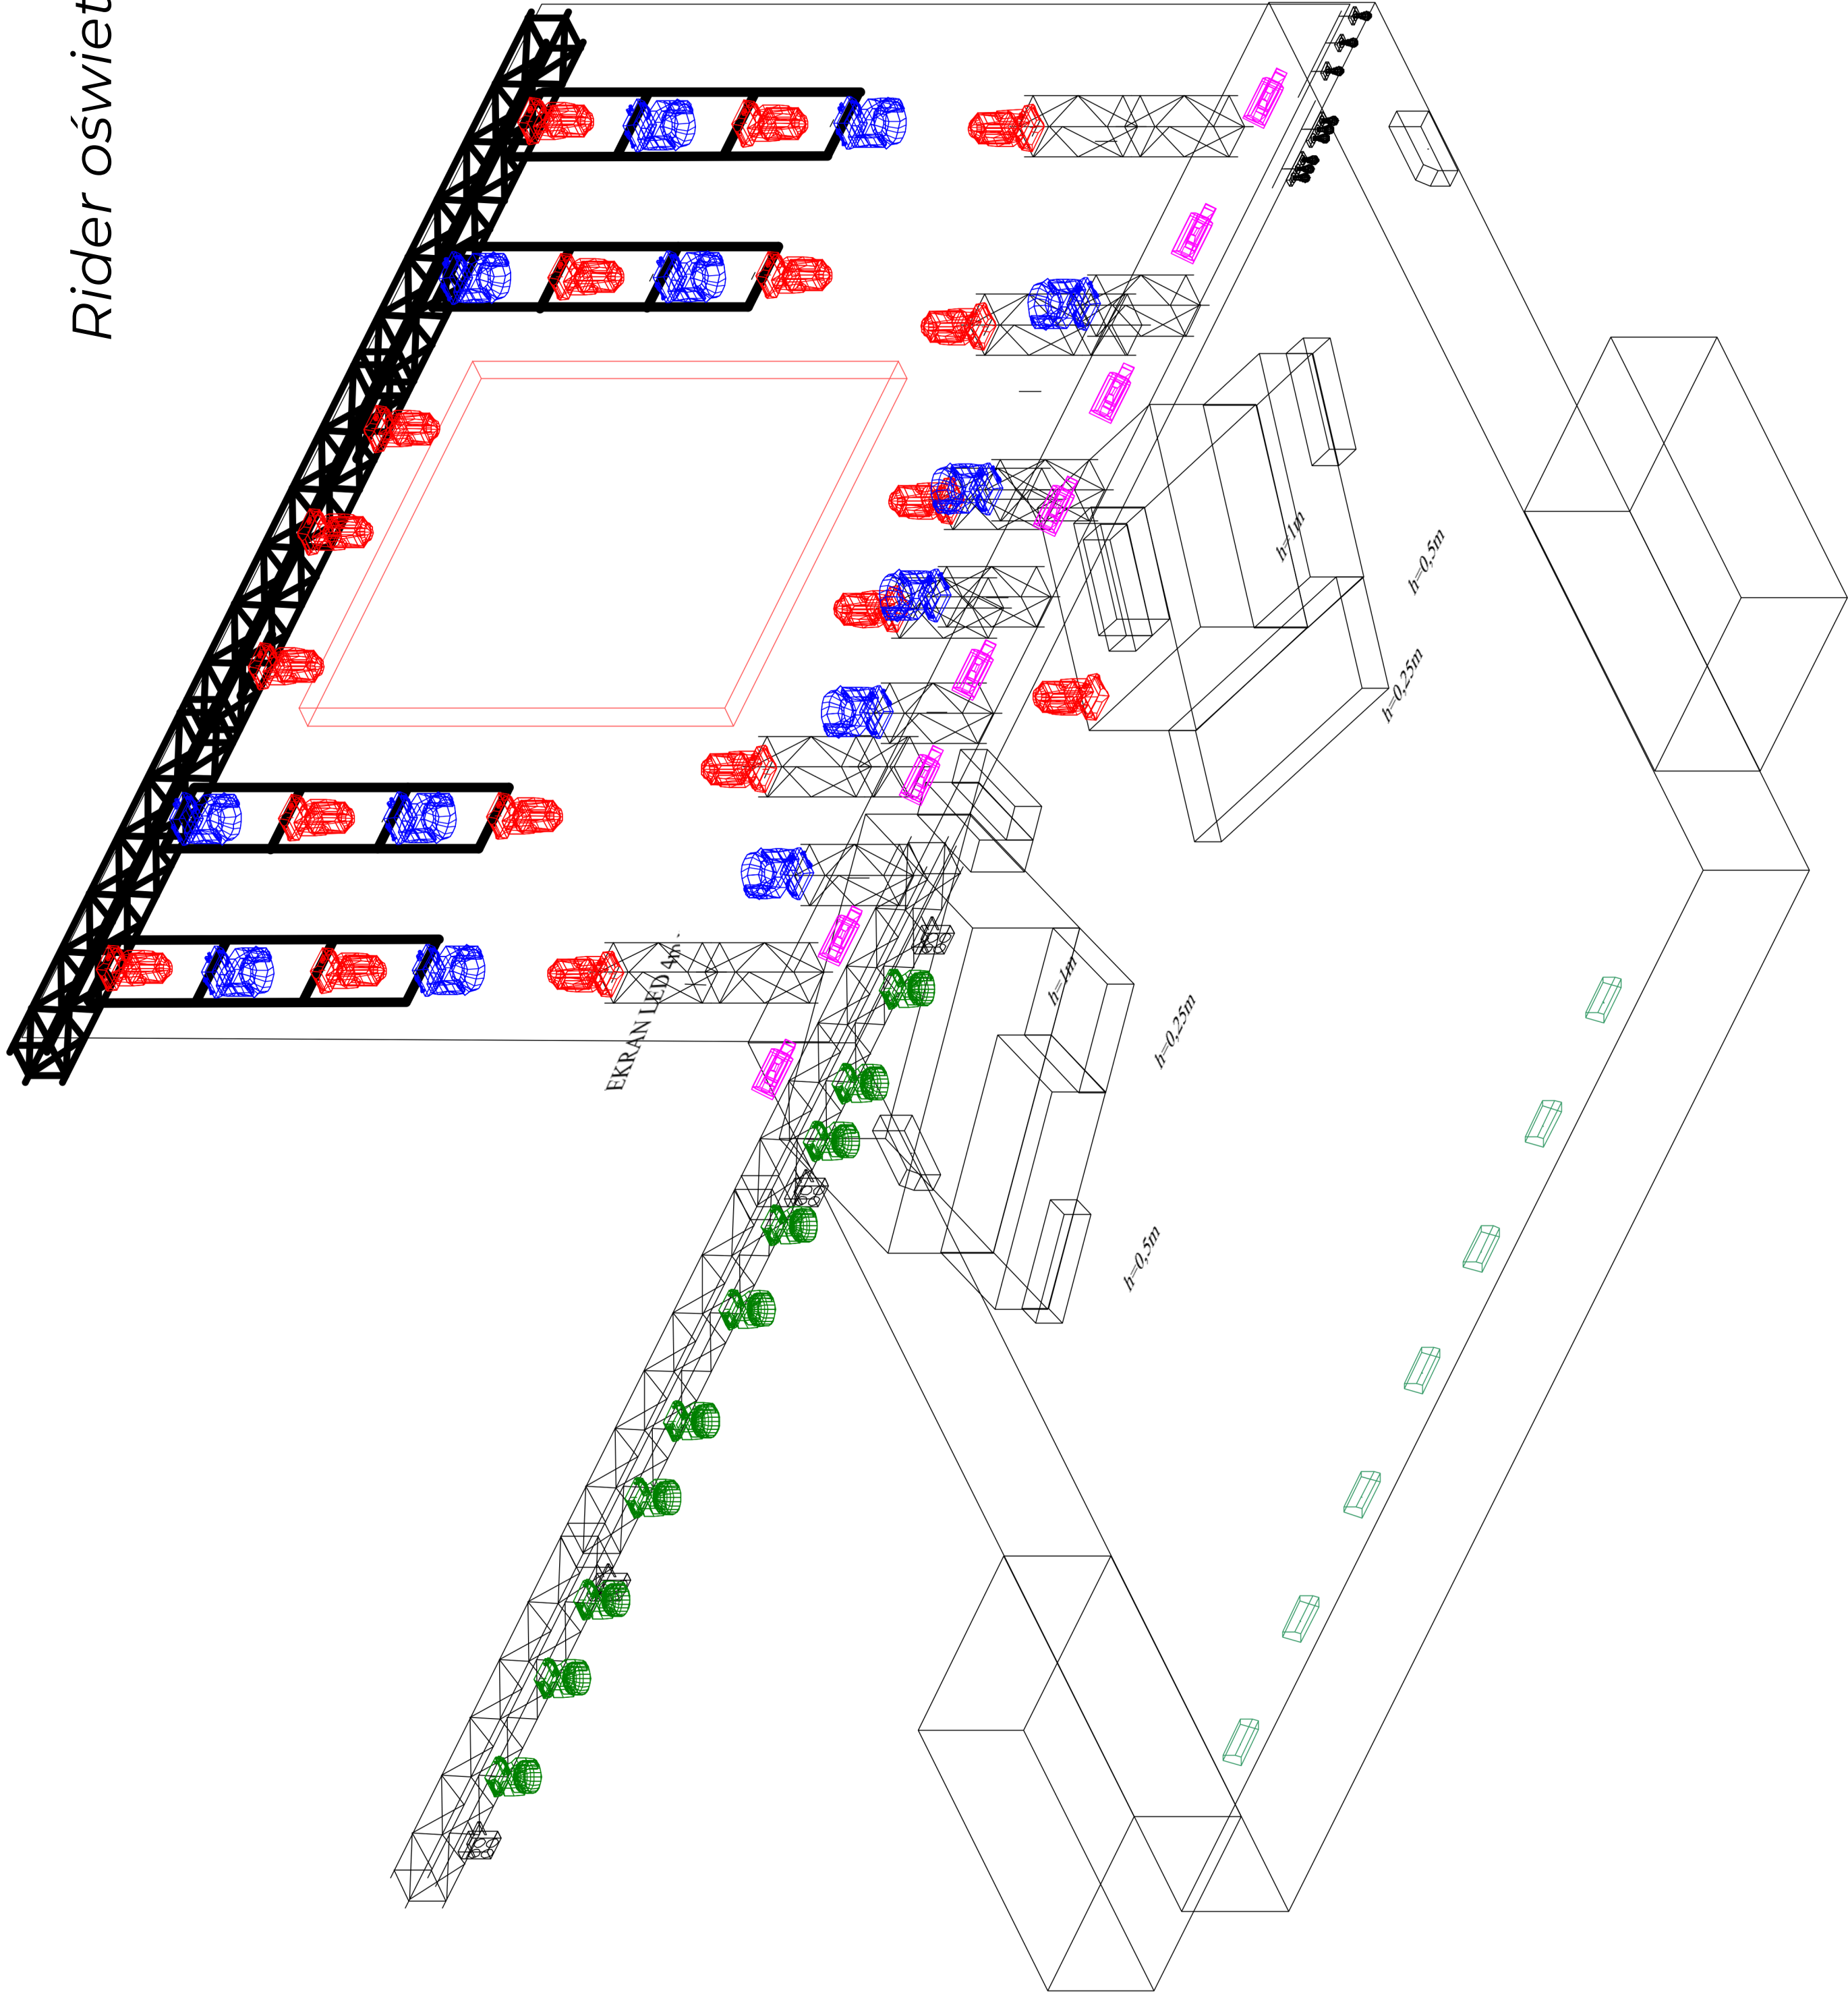 Rider oświet
EKRAN LED 4m
h=1m
h=0,5m
h=0,25m
h=1m
h=0,25m
h=0,5m